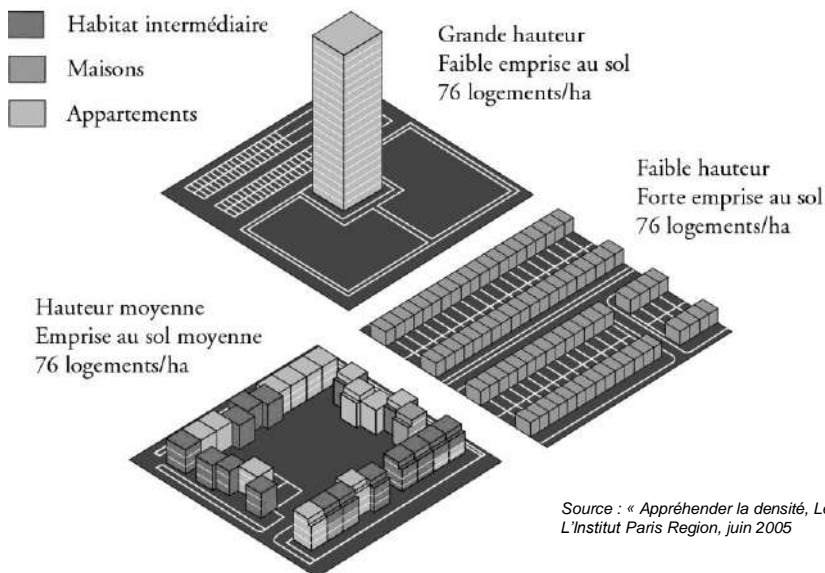 Habitat intermédiaire
Maisons
Appartements
Grande hauteur
Faible emprise au sol
76 logements/ha
Faible hauteur
Forte emprise au sol
76 logements/ha
Hauteur moyenne
Emprise au sol moyenne
76 logements/ha
Source : « Appréhender la densité,
L'Institut Paris Region, juin 2005